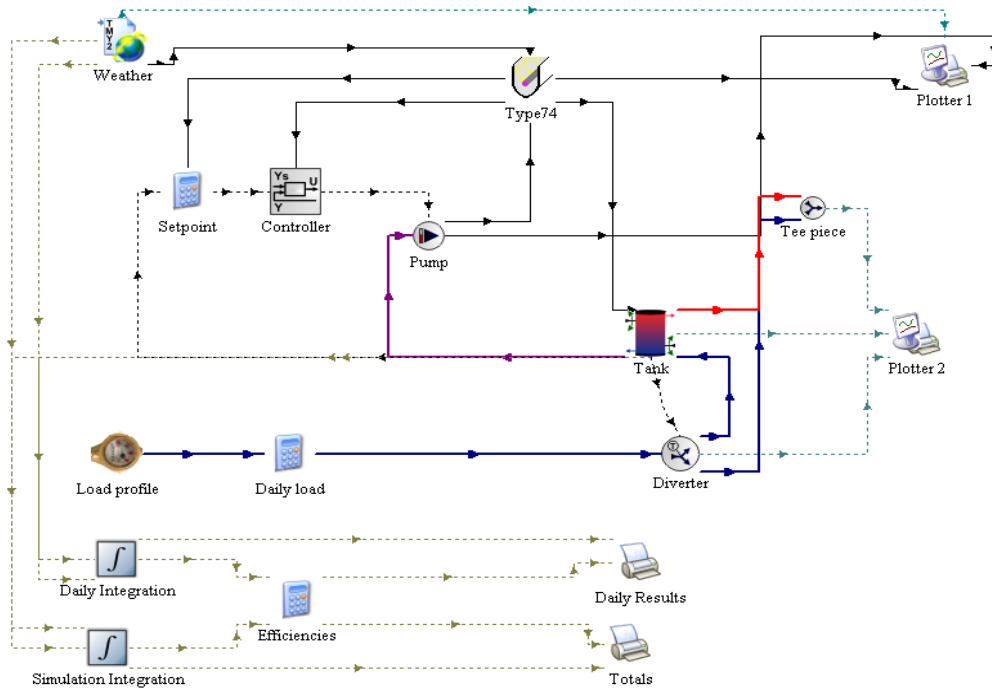 TMY2
Weather
Plotter 1
Type74
Ys
U
Y
Setpoint
Controller
Tee piece
Pump
Tank
Plotter 2
T
Load profile
Daily load
Diverter
∫
Daily Integration
Daily Results
Efficiencies
∫
Simulation Integration
Totals